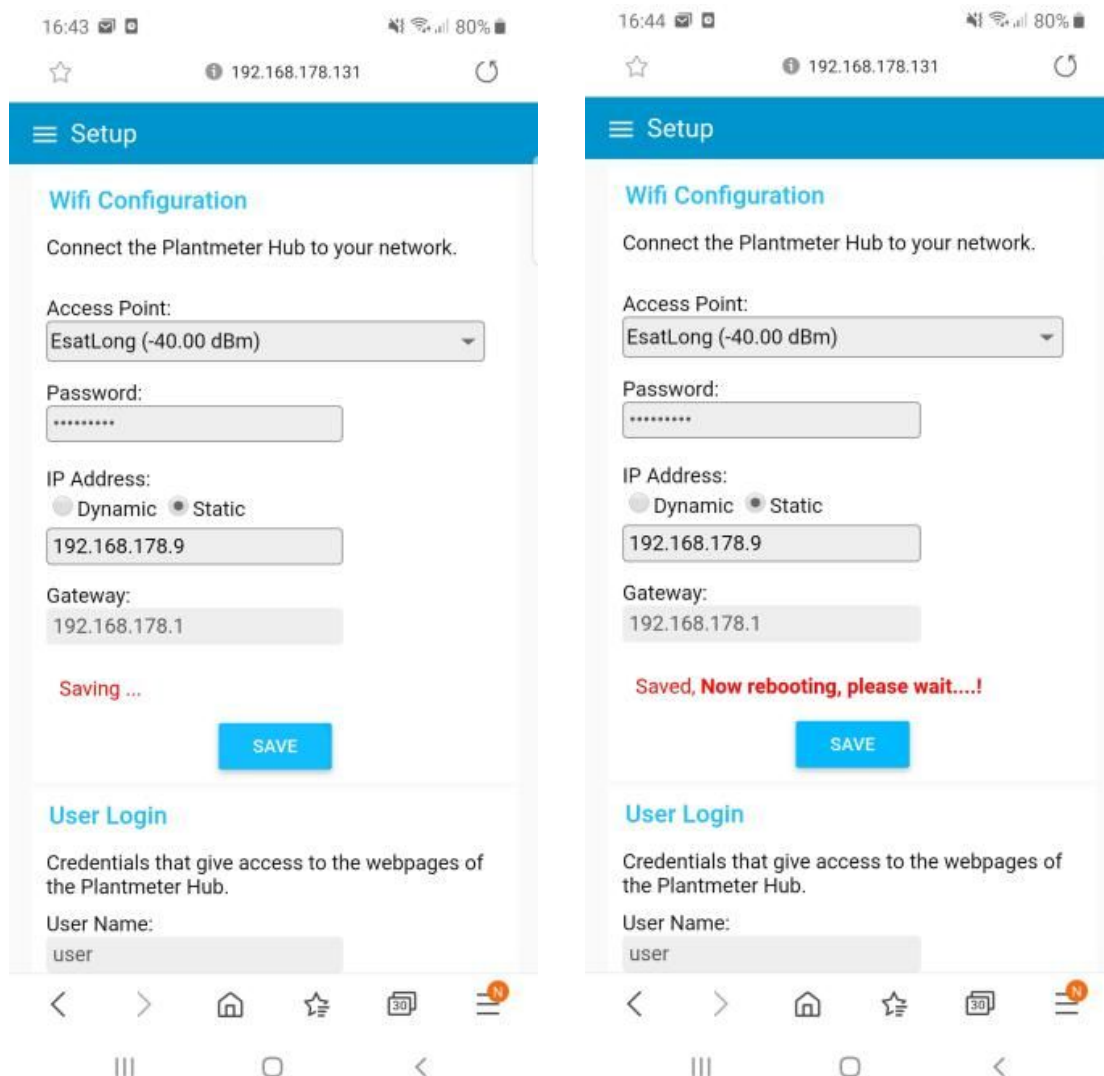 16:43 80%
192.168.178.131
Setup
Wifi Configuration
Connect the Plantmeter Hub to your network.
Access Point:
EsatLong (-40.00 dBm)
Password:
•••••••••
IP Address:
Dynamic Static
192.168.178.9
Gateway:
192.168.178.1
Saving ...
SAVE
User Login
Credentials that give access to the webpages of
the Plantmeter Hub.
User Name:
user
30 N
16:44 80%
192.168.178.131
Setup
Wifi Configuration
Connect the Plantmeter Hub to your network.
Access Point:
EsatLong (-40.00 dBm)
Password:
•••••••••
IP Address:
Dynamic Static
192.168.178.9
Gateway:
192.168.178.1
Saved, Now rebooting, please wait....!
SAVE
User Login
Credentials that give access to the webpages of
the Plantmeter Hub.
User Name:
user
30 N